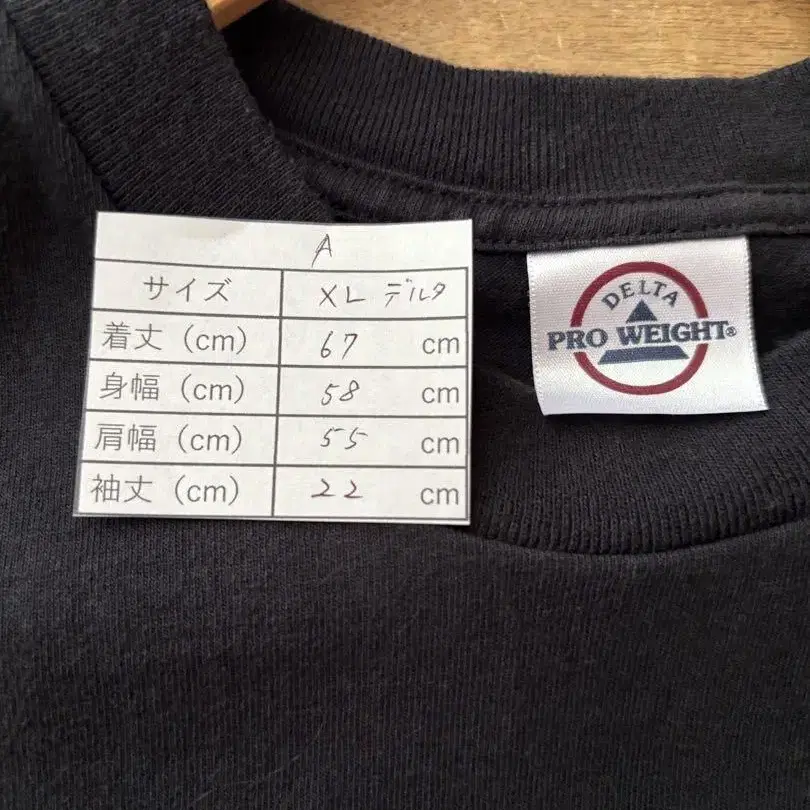 A
サイズ XL デルタ
着丈（cm） 67 cm
身幅（cm） 58 cm
肩幅（cm） 55 cm
袖丈（cm） 22 cm
DELTA
PRO WEIGHT®